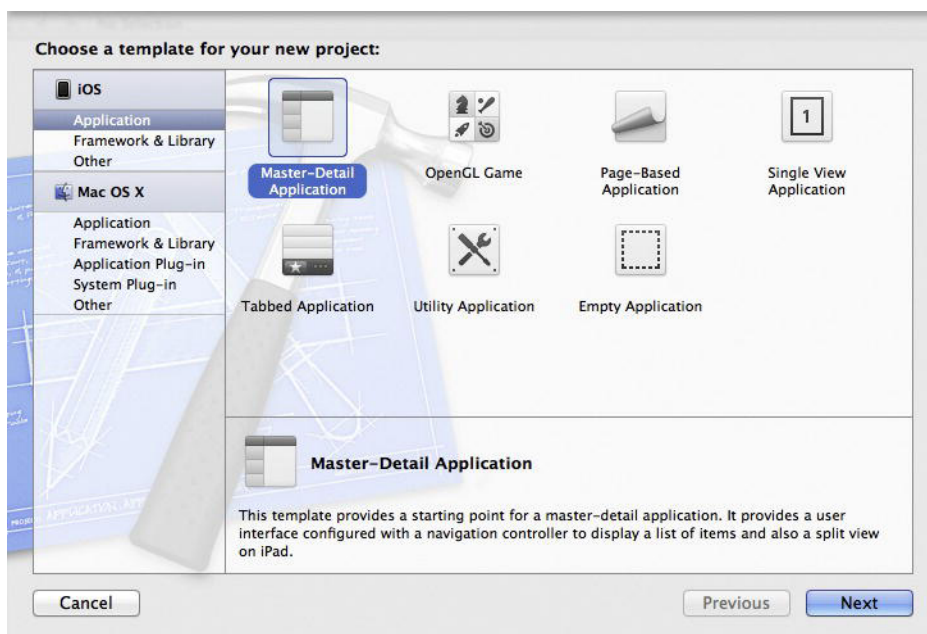 Choose a template for your new project:
iOS
Application
Framework & Library
Other
Mac OS X
Application
Framework & Library
Application Plug-in
System Plug-in
Other
Master-Detail
Application
OpenGL Game
Page-Based
Application
1
Single View
Application
Tabbed Application
Utility Application
Empty Application
Master-Detail Application
This template provides a starting point for a master-detail application. It provides a user
interface configured with a navigation controller to display a list of items and also a split view
on iPad.
Cancel
Previous
Next